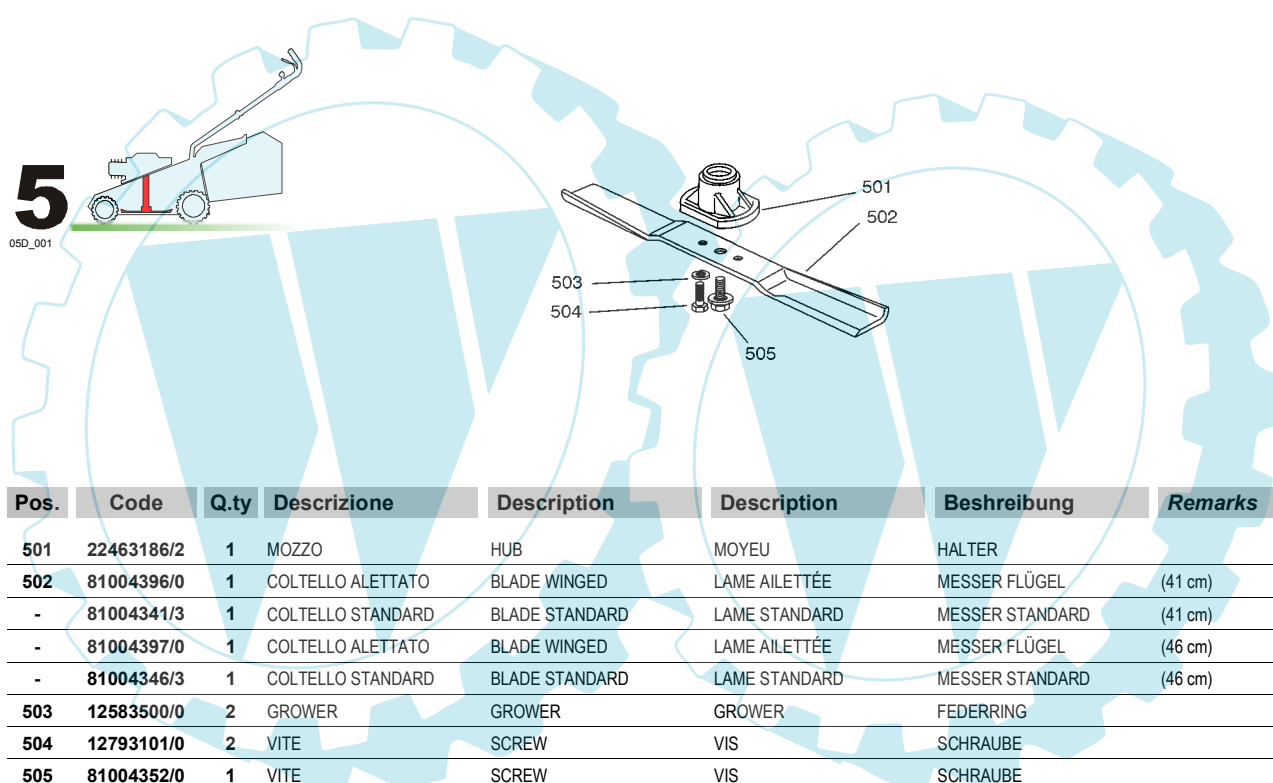 5
05D_001
501
502
503
504
505
Pos. Code Q.ty Descrizione Description Description Beshreibung Remarks
501 22463186/2 1 MOZZO HUB MOYEU HALTER
502 81004396/0 1 COLTELLO ALETTATO BLADE WINGED LAME AILETTÉE MESSER FLÜGEL (41 cm)
- 81004341/3 1 COLTELLO STANDARD BLADE STANDARD LAME STANDARD MESSER STANDARD (41 cm)
- 81004397/0 1 COLTELLO ALETTATO BLADE WINGED LAME AILETTÉE MESSER FLÜGEL (46 cm)
- 81004346/3 1 COLTELLO STANDARD BLADE STANDARD LAME STANDARD MESSER STANDARD (46 cm)
503 12583500/0 2 GROWER GROWER GROWER FEDERRING
504 12793101/0 2 VITE SCREW VIS SCHRAUBE
505 81004352/0 1 VITE SCREW VIS SCHRAUBE